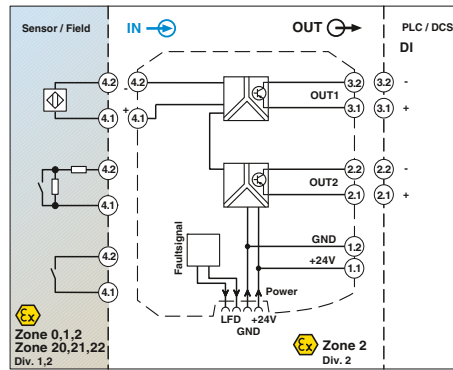 Sensor / Field
IN
OUT
PLC / DCS
DI
4.2
4.2
-
3.2
3.2
-
OUT1
4.1
+
4.1
3.1
3.1
+
4.2
2.2
2.2
-
OUT2
4.1
2.1
2.1
+
Faultsignal
GND
1.2
4.2
+24V
1.1
4.1
Power
LFD
+24V
GND
Ex
Zone 0,1,2
Zone 20,21,22
Div. 1,2
Ex
Zone 2
Div. 2